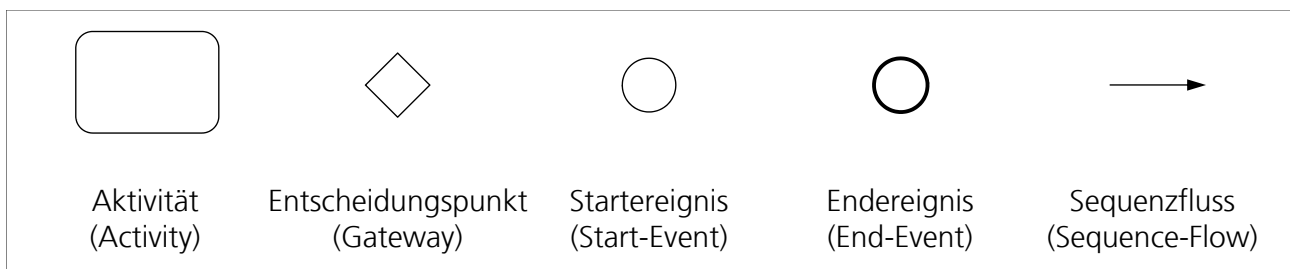 Aktivität
(Activity)
Entscheidungspunkt
(Gateway)
Startereignis
(Start-Event)
Endereignis
(End-Event)
Sequenzfluss
(Sequence-Flow)